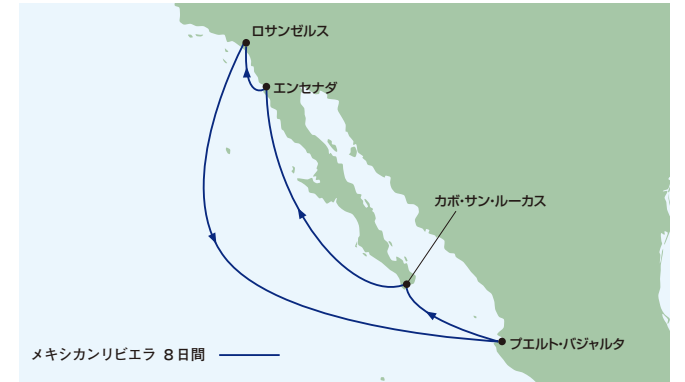 ロサンゼルス
エンセナダ
カボ・サン・ルーカス
プエルト・バジャルタ
メキシカンリビエラ 8日間